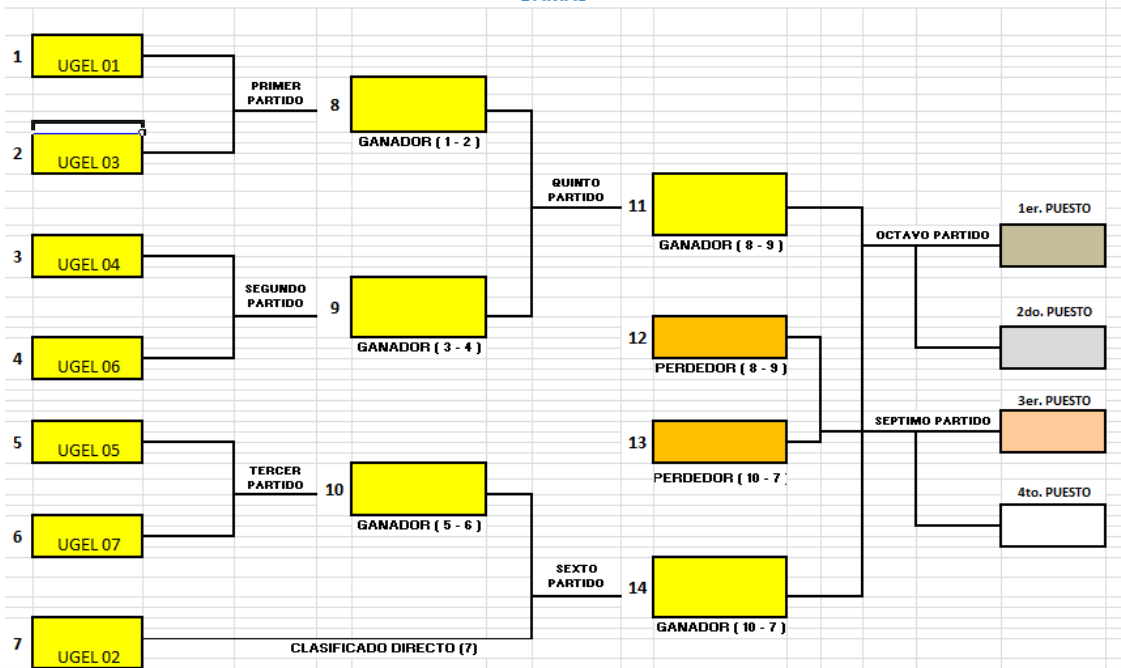 1
UGEL 01
PRIMER
PARTIDO
8
GANADOR ( 1 - 2 )
2
UGEL 03
QUINTO
PARTIDO
11
GANADOR ( 8 - 9 )
OCTAVO PARTIDO
1er. PUESTO
3
UGEL 04
SEGUNDO
PARTIDO
9
GANADOR ( 3 - 4 )
2do. PUESTO
12
PERDEDOR ( 8 - 9 )
4
UGEL 06
3er. PUESTO
SEPTIMO PARTIDO
5
UGEL 05
13
PERDEDOR ( 10 - 7
TERCER
PARTIDO
10
GANADOR ( 5 - 6 )
4to. PUESTO
6
UGEL 07
SEXTO
PARTIDO
14
GANADOR ( 10 - 7 )
7
UGEL 02
CLASIFICADO DIRECTO (7)